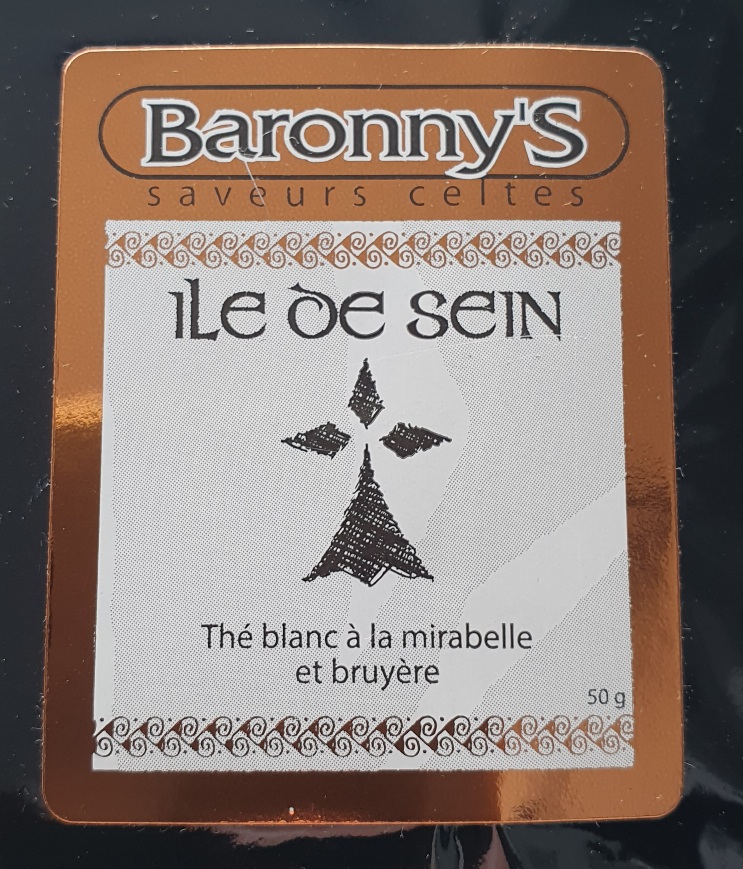 Baronny'S
saveurs celtes
ILE DE SEIN
Thé blanc à la mirabelle
et bruyère
50 g